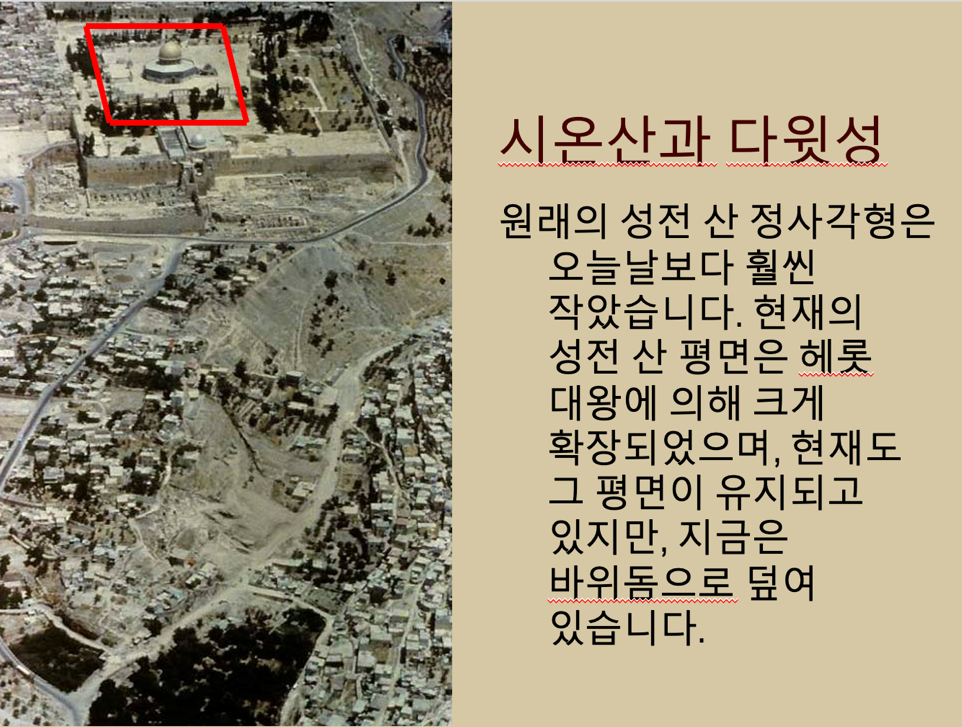 시온산과 다윗성
원래의 성전 산 정사각형은
오늘날보다 훨씬
작았습니다. 현재의
성전 산 평면은 헤롯
대왕에 의해 크게
확장되었으며, 현재도
그 평면이 유지되고
있지만, 지금은
바위돔으로 덮여
있습니다.